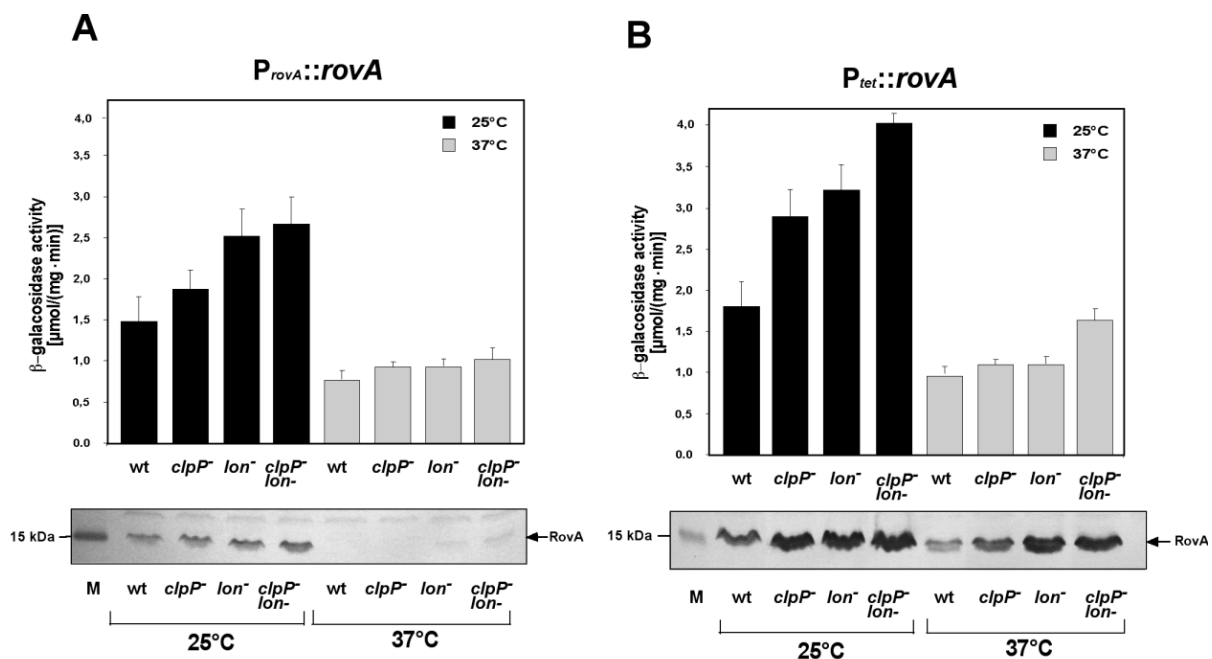 A
P_rovA::rovA
4,0
3,5
3,0
2,5
2,0
1,5
1,0
0,5
0.0
β–galacosidase activity
[µmol/(mg · min)]
25°C
37°C
wt clpP- lon- clpP- lon- wt clpP- lon- clpP- lon-
15 kDa
RovA
M wt clpP- lon- clpP- lon- wt clpP- lon- clpP- lon-
25°C 37°C
B
P_tet::rovA
4,0
3,5
3,0
2,5
2,0
1,5
1,0
0,5
0.0
β–galacosidase activity
[µmol/(mg · min)]
25°C
37°C
wt clpP- lon- clpP- lon- wt clpP- lon- clpP- lon-
15 kDa
RovA
M wt clpP- lon- clpP- lon- wt clpP- lon- clpP- lon-
25°C 37°C